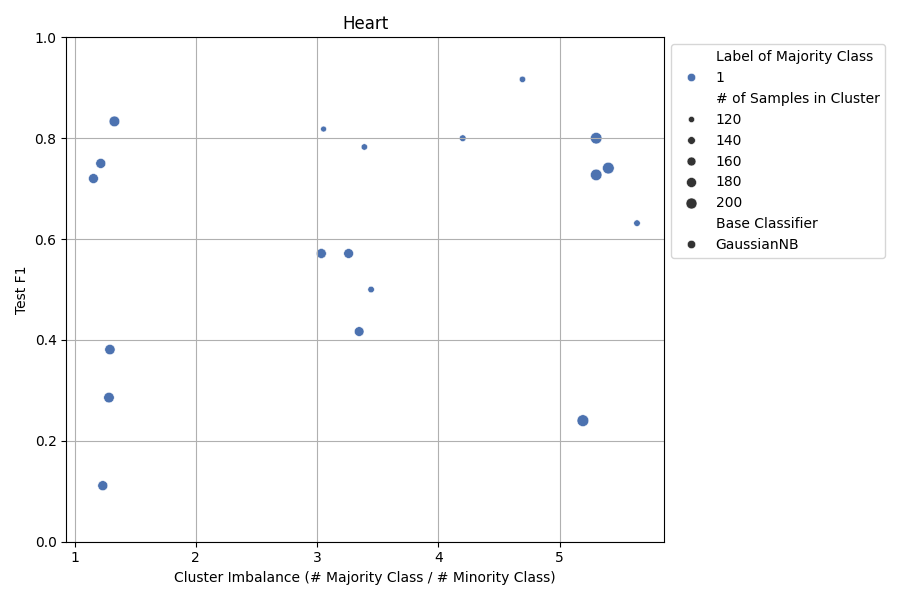 Heart
1.0
0.8
0.6
0.4
0.2
0.0
Test F1
1 2 3 4 5
Cluster Imbalance (# Majority Class / # Minority Class)
Label of Majority Class
1
# of Samples in Cluster
120
140
160
180
200
Base Classifier
GaussianNB